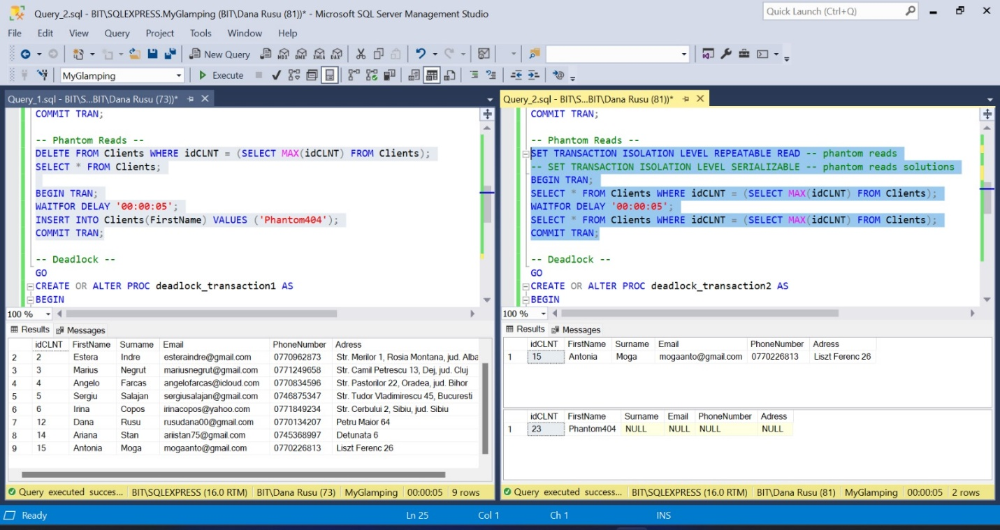 Query_2.sql - BIT\SQLEXPRESS.MyGlamping (BIT\Dana Rusu (81))* - Microsoft SQL Server Management Studio
Quick Launch (Ctrl+Q)
File Edit View Query Project Tools Window Help
New Query
MyGlamping Execute
Query_1.sql - BIT\S...BIT\Dana Rusu (73))*
COMMIT TRAN;
-- Phantom Reads --
DELETE FROM Clients WHERE idCLNT = (SELECT MAX(idCLNT) FROM Clients);
SELECT * FROM Clients;
BEGIN TRAN;
WAITFOR DELAY '00:00:05';
INSERT INTO Clients(FirstName) VALUES ('Phantom404');
COMMIT TRAN;
-- Deadlock --
GO
CREATE OR ALTER PROC deadlock_transaction1 AS
BEGIN
100 %
Results Messages
idCLNT FirstName Surname Email PhoneNumber Adress
2 2 Estera Indre esteraindre@gmail.com 0770962873 Str. Merilor 1, Rosia Montana, jud. Alba
3 3 Marius Negrut mariusnegrut@gmail.com 0771249658 Str. Camil Petrescu 13, Dej, jud. Cluj
4 4 Angelo Farcas angelofarcas@icloud.com 0770834596 Str. Pastorilor 22, Oradea, jud. Bihor
5 5 Sergiu Salajan sergiusalajan@gmail.com 0746875347 Str. Tudor Vladimirescu 45, Bucuresti
6 6 Irina Copos irinacopos@yahoo.com 0771849234 Str. Cerbului 2, Sibiu, jud. Sibiu
7 12 Dana Rusu rusudana00@gmail.com 0770134207 Petru Maior 64
8 14 Ariana Stan ariistan75@gmail.com 0745368997 Detunata 6
9 15 Antonia Moga mogaanto@gmail.com 0770226813 Liszt Ferenc 26
Query executed succes... BIT\SQLEXPRESS (16.0 RTM) BIT\Dana Rusu (73) MyGlamping 00:00:05 9 rows
Query_2.sql - BIT\S...BIT\Dana Rusu (81))*
COMMIT TRAN;
-- Phantom Reads --
SET TRANSACTION ISOLATION LEVEL REPEATABLE READ -- phantom reads
-- SET TRANSACTION ISOLATION LEVEL SERIALIZABLE -- phantom reads solutions
BEGIN TRAN;
SELECT * FROM Clients WHERE idCLNT = (SELECT MAX(idCLNT) FROM Clients);
WAITFOR DELAY '00:00:05';
SELECT * FROM Clients WHERE idCLNT = (SELECT MAX(idCLNT) FROM Clients);
COMMIT TRAN;
-- Deadlock --
GO
CREATE OR ALTER PROC deadlock_transaction2 AS
BEGIN
100 %
Results Messages
idCLNT FirstName Surname Email PhoneNumber Adress
1 15 Antonia Moga mogaanto@gmail.com 0770226813 Liszt Ferenc 26
idCLNT FirstName Surname Email PhoneNumber Adress
1 23 Phantom404 NULL NULL NULL NULL
Query executed success... BIT\SQLEXPRESS (16.0 RTM) BIT\Dana Rusu (81) MyGlamping 00:00:05 2 rows
Ready Ln 25 Col 1 Ch 1 INS